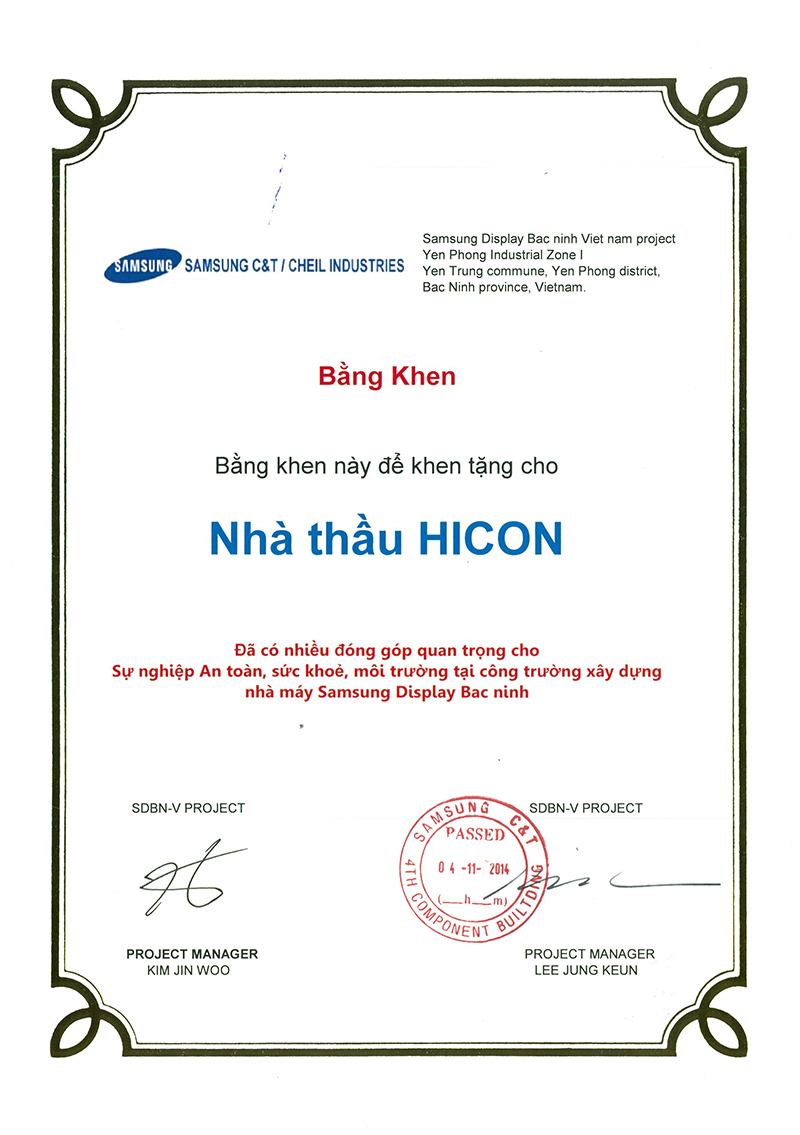 SAMSUNG
SAMSUNG C&T / CHEIL INDUSTRIES
Samsung Display Bac ninh Viet nam project
Yen Phong Industrial Zone I
Yen Trung commune, Yen Phong district,
Bac Ninh province, Vietnam.
Bằng Khen
Bằng khen này để khen tặng cho
Nhà thầu HICON
Đã có nhiều đóng góp quan trọng cho
Sự nghiệp An toàn, sức khoẻ, môi trường tại công trường xây dựng
nhà máy Samsung Display Bac ninh
SDBN-V PROJECT
SAMSUNG C&T
PASSED
04 -11- 2014
(__h__m)
4TH COMPONENT BUILTDING
SDBN-V PROJECT
PROJECT MANAGER
KIM JIN WOO
PROJECT MANAGER
LEE JUNG KEUN